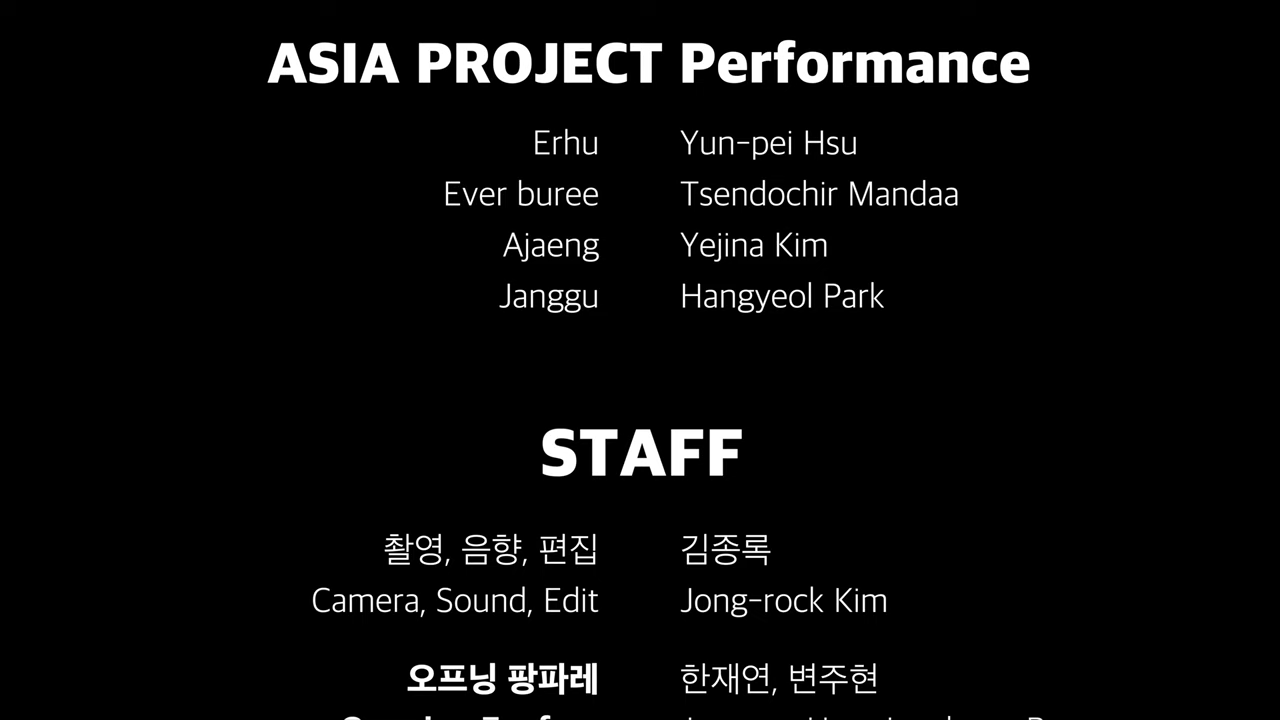 ASIA PROJECT Performance
Erhu Yun-pei Hsu
Ever buree Tsendochir Mandaa
Ajaeng Yejina Kim
Janggu Hangyeol Park
STAFF
촬영, 음향, 편집 김종록
Camera, Sound, Edit Jong-rock Kim
오프닝 팡파레 한재연, 변주현